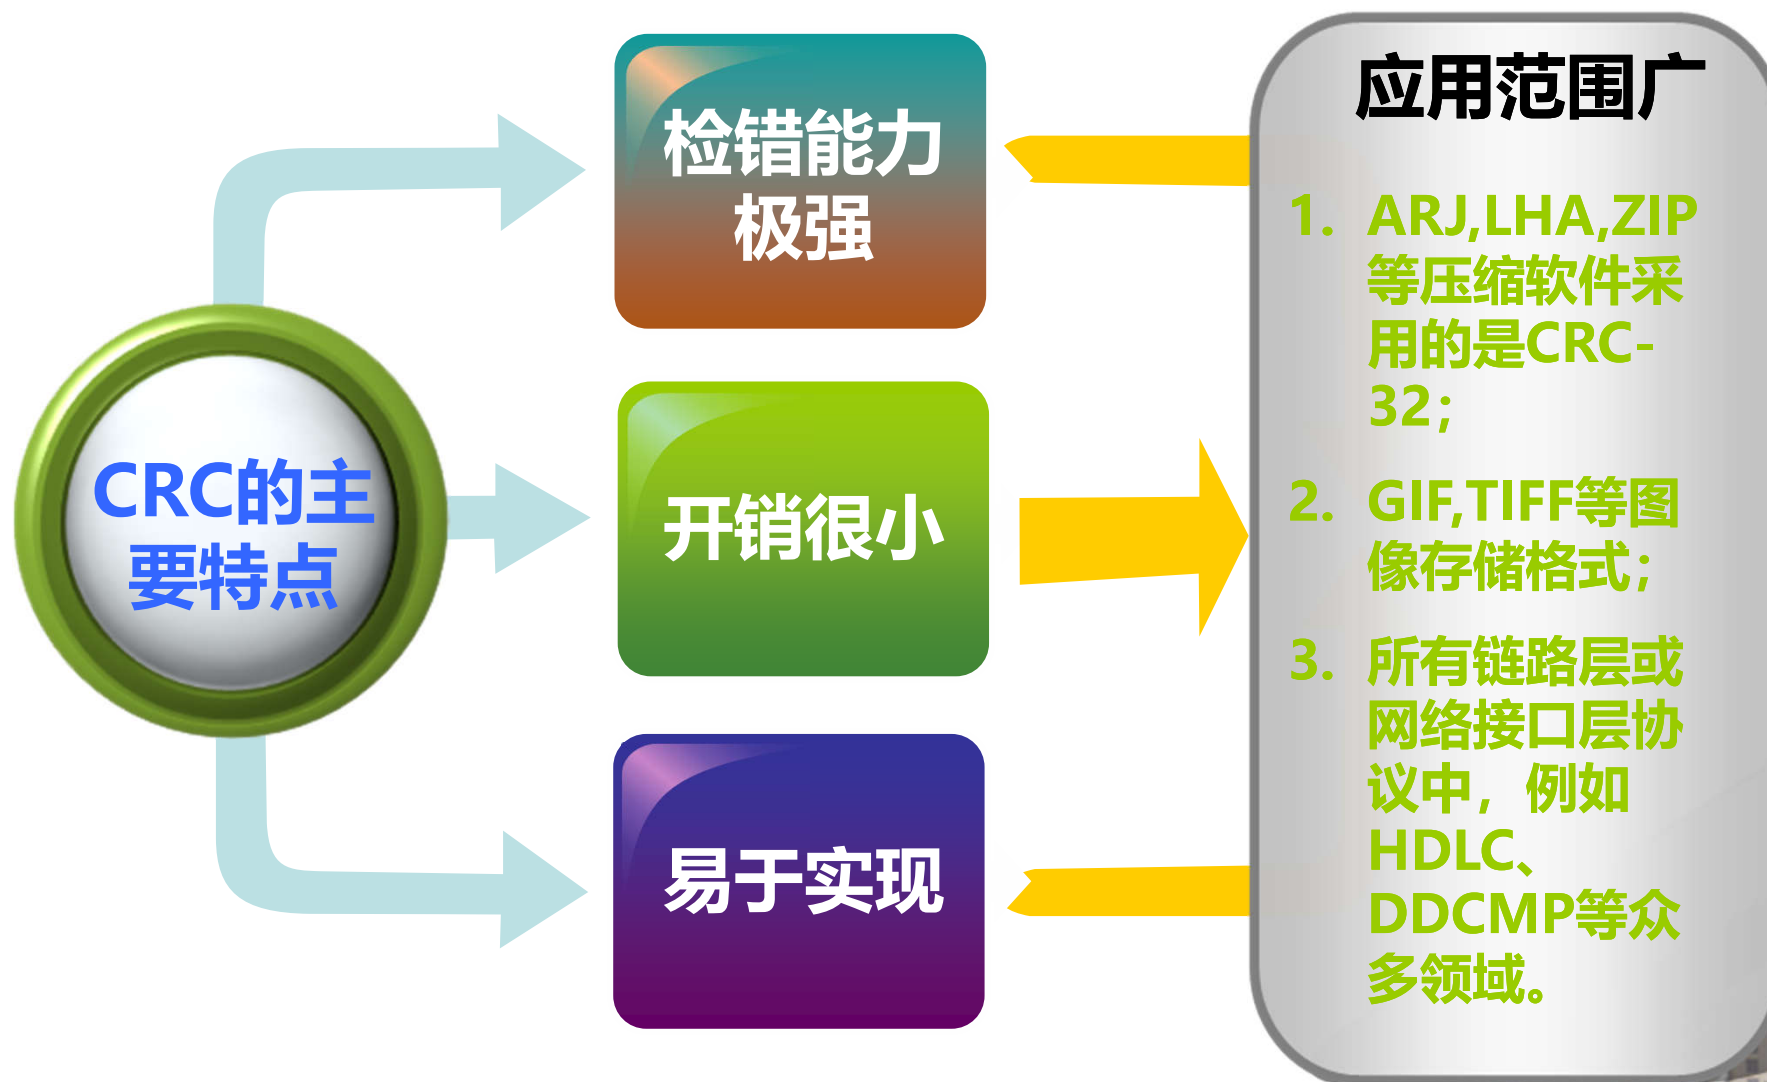 CRC的主
要特点
检错能力
极强
开销很小
易于实现
应用范围广
1. ARJ,LHA,ZIP
等压缩软件采
用的是CRC-
32；
2. GIF,TIFF等图
像存储格式；
3. 所有链路层或
网络接口层协
议中，例如
HDLC、
DDCMP等众
多领域。